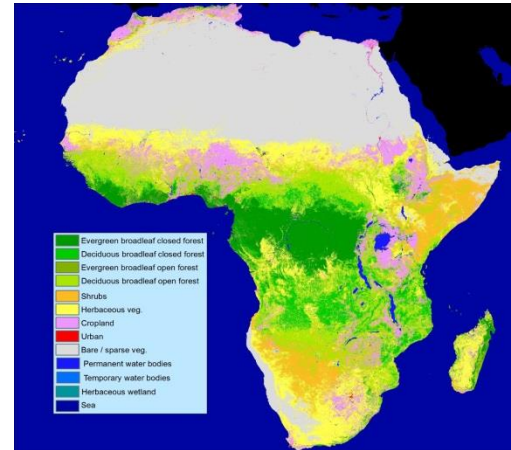 Evergreen broadleaf closed forest
Deciduous broadleaf closed forest
Evergreen broadleaf open forest
Deciduous broadleaf open forest
Shrubs
Herbaceous veg.
Cropland
Urban
Bare / sparse veg.
Permanent water bodies
Temporary water bodies
Herbaceous wetland
Sea